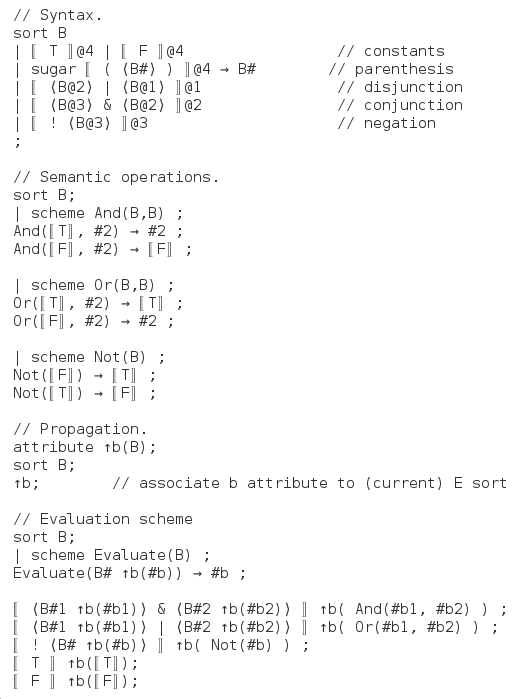 // Syntax.
sort B
| ⟦ T ⟧@4 | ⟦ F ⟧@4 // constants
| sugar ⟦ ( ⟨B#⟩ ) ⟧@4 → B# // parenthesis
| ⟦ ⟨B@2⟩ | ⟨B@1⟩ ⟧@1 // disjunction
| ⟦ ⟨B@3⟩ & ⟨B@2⟩ ⟧@2 // conjunction
| ⟦ ! ⟨B@3⟩ ⟧@3 // negation
;
// Semantic operations.
sort B;
| scheme And(B,B) ;
And(⟦T⟧, #2) → #2 ;
And(⟦F⟧, #2) → ⟦F⟧ ;
| scheme Or(B,B) ;
Or(⟦T⟧, #2) → ⟦T⟧ ;
Or(⟦F⟧, #2) → #2 ;
| scheme Not(B) ;
Not(⟦F⟧) → ⟦T⟧ ;
Not(⟦T⟧) → ⟦F⟧ ;
// Propagation.
attribute ↑b(B);
sort B;
↑b; // associate b attribute to (current) E sort
// Evaluation scheme
sort B;
| scheme Evaluate(B) ;
Evaluate(B# ↑b(#b)) → #b ;
⟦ ⟨B#1 ↑b(#b1)⟩ & ⟨B#2 ↑b(#b2)⟩ ⟧ ↑b( And(#b1, #b2) ) ;
⟦ ⟨B#1 ↑b(#b1)⟩ | ⟨B#2 ↑b(#b2)⟩ ⟧ ↑b( Or(#b1, #b2) ) ;
⟦ ! ⟨B# ↑b(#b)⟩ ⟧ ↑b( Not(#b) ) ;
⟦ T ⟧ ↑b(⟦T⟧);
⟦ F ⟧ ↑b(⟦F⟧);